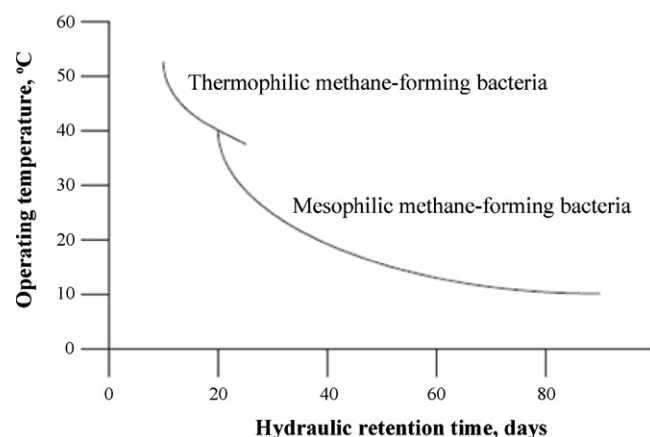 60
50
Thermophilic methane-forming bacteria
40
30
Mesophilic methane-forming bacteria
20
10
0
Operating temperature, ºC
0 20 40 60 80
Hydraulic retention time, days